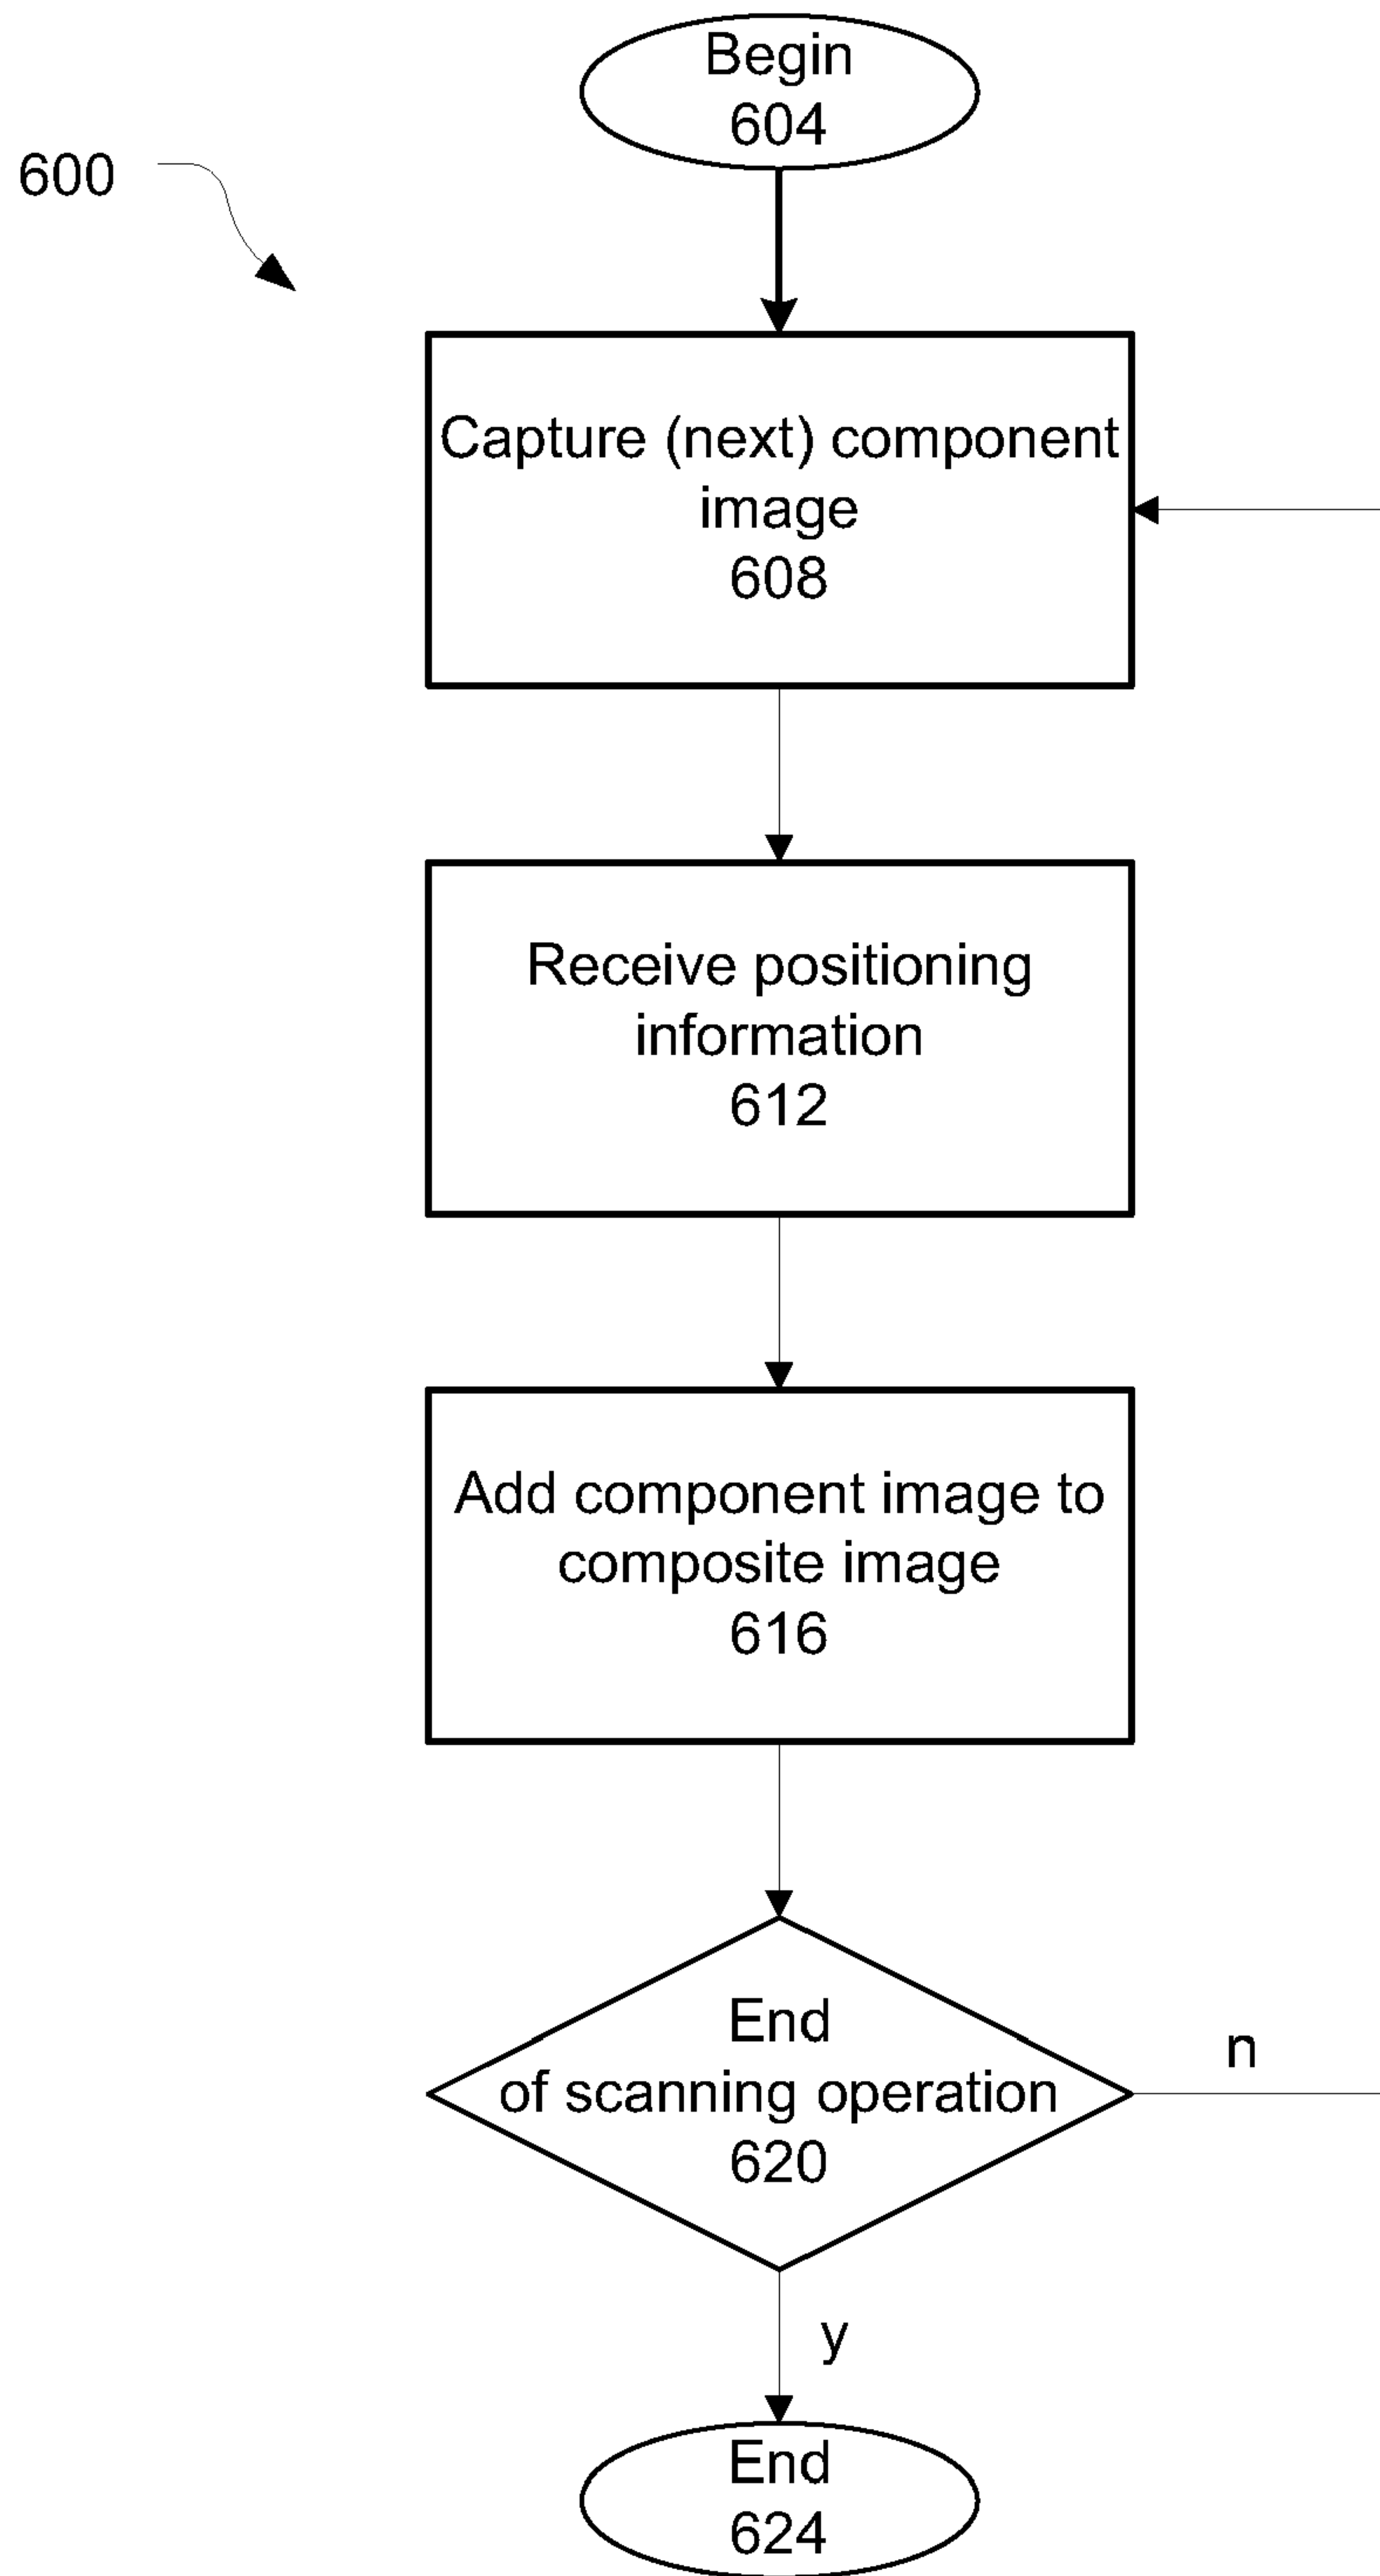 Begin
604
600
Capture (next) component
image
608
Receive positioning
information
612
Add component image to
composite image
616
End
of scanning operation
620
n
y
End
624